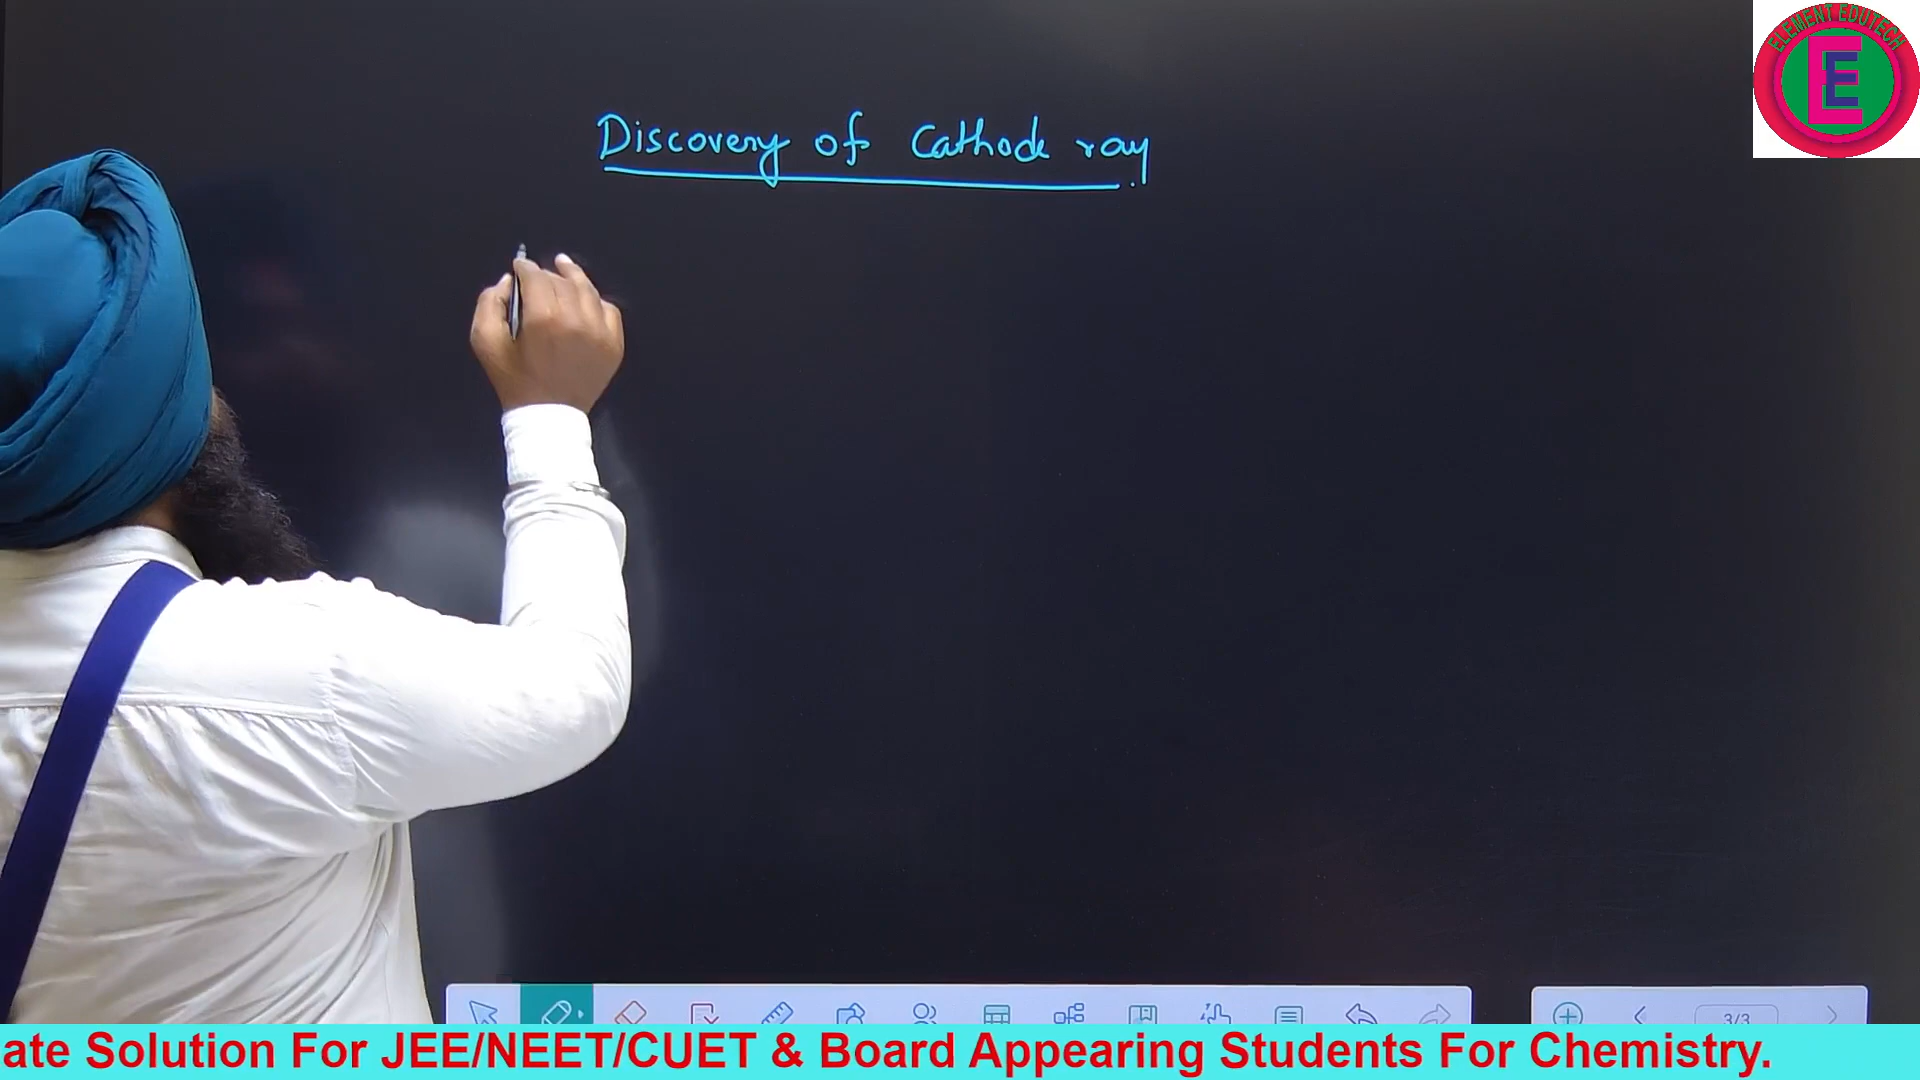 ELEMENT EDUTECH
EE
Discovery of Cathode ray
3/3
ate Solution For JEE/NEET/CUET & Board Appearing Students For Chemistry.